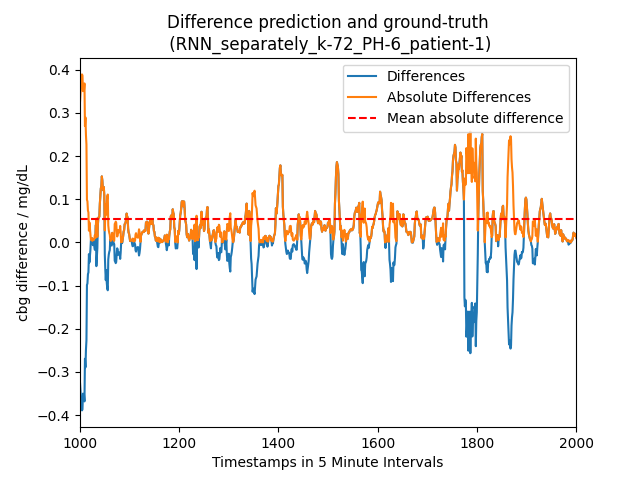 Difference prediction and ground-truth
(RNN_separately_k-72_PH-6_patient-1)
Differences
Absolute Differences
Mean absolute difference
cbg difference / mg/dL
0.4
0.3
0.2
0.1
0.0
−0.1
−0.2
−0.3
−0.4
1000
1200
1400
1600
1800
2000
Timestamps in 5 Minute Intervals